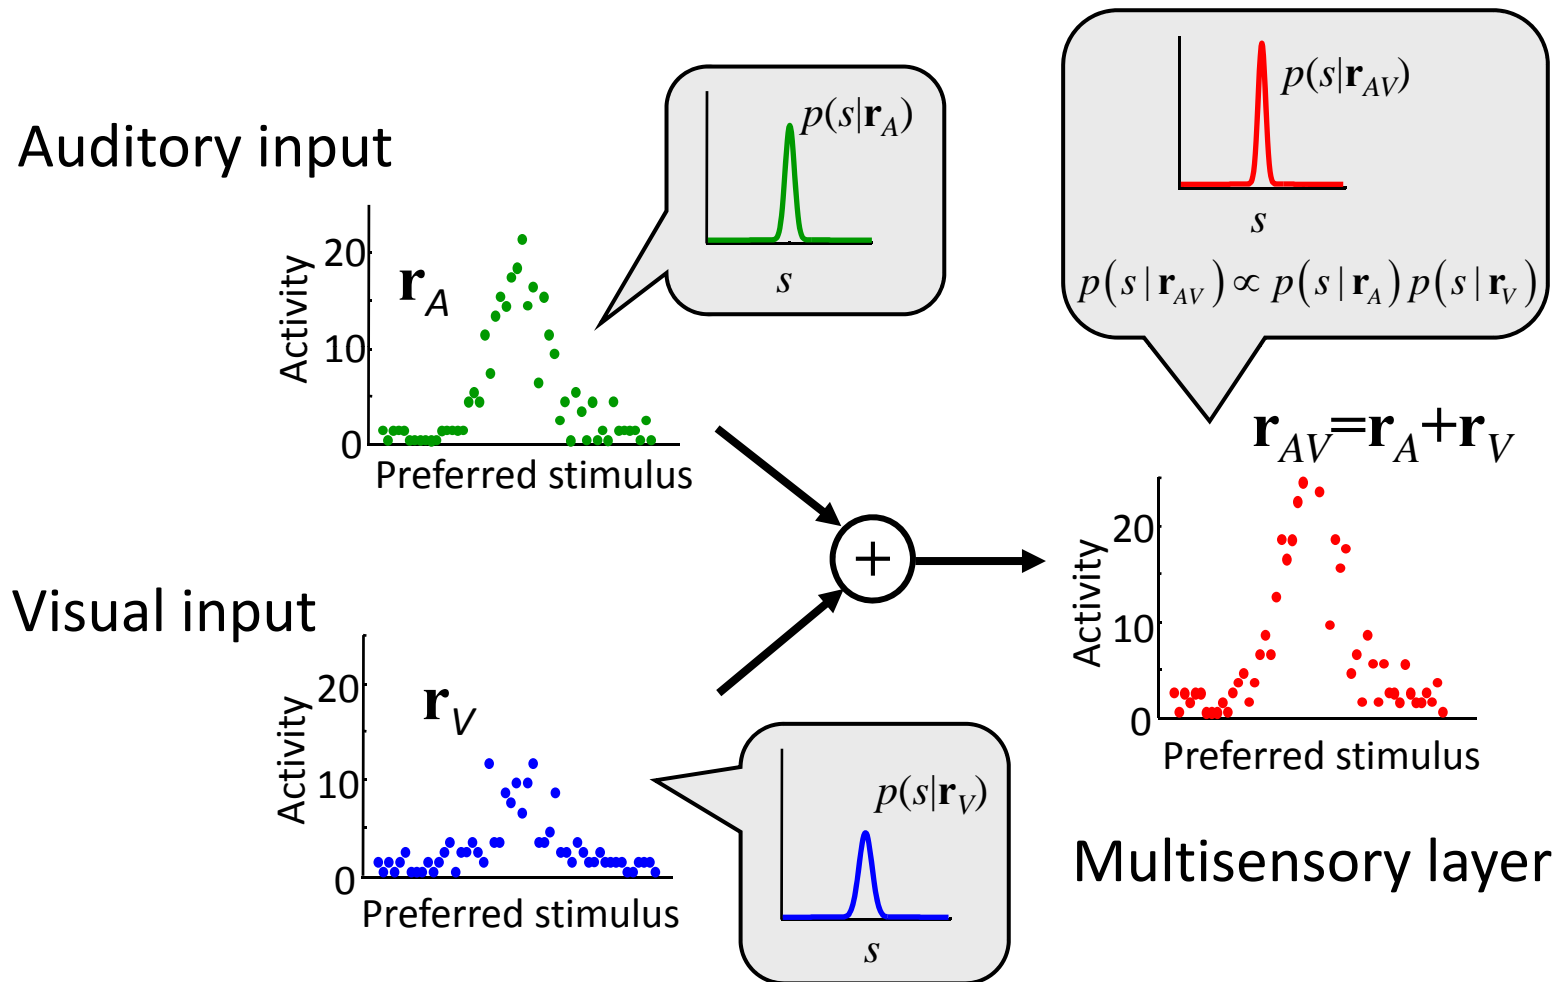 Auditory input
20
10
0
Activity
r_A
Preferred stimulus
p(s|r_A)
s
Visual input
20
10
0
Activity
r_V
Preferred stimulus
p(s|r_V)
s
+
p(s|r_AV)
s
p(s|r_AV) ∝ p(s|r_A) p(s|r_V)
r_AV=r_A+r_V
20
10
0
Activity
Preferred stimulus
Multisensory layer